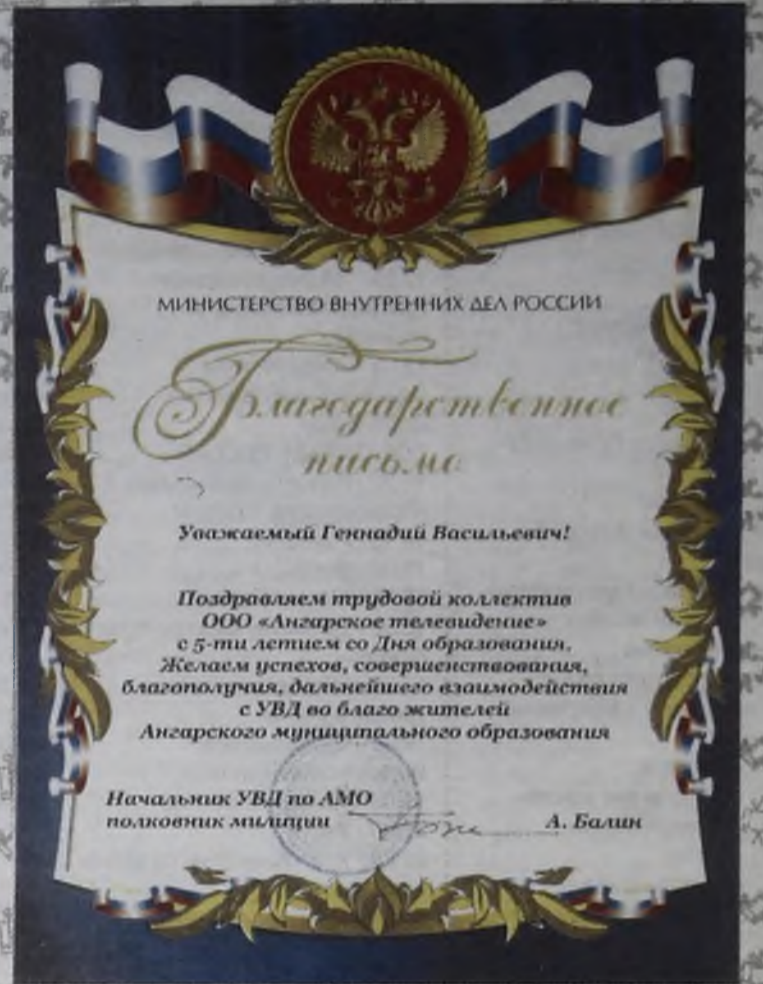 МИНИСТЕРСТВО ВНУТРЕННИХ ДЕЛ РОССИИ
Благодарственное
письмо
Уважаемый Геннадий Васильевич!
Поздравляем трудовой коллектив
ООО «Ангарское телевидение»
с 5-ти летием со Дня образования.
Желаем успехов, совершенствования,
благополучия, дальнейшего взаимодействия
с УВД во благо жителей
Ангарского муниципального образования
Начальник УВД по АМО
полковник милиции А. Балин